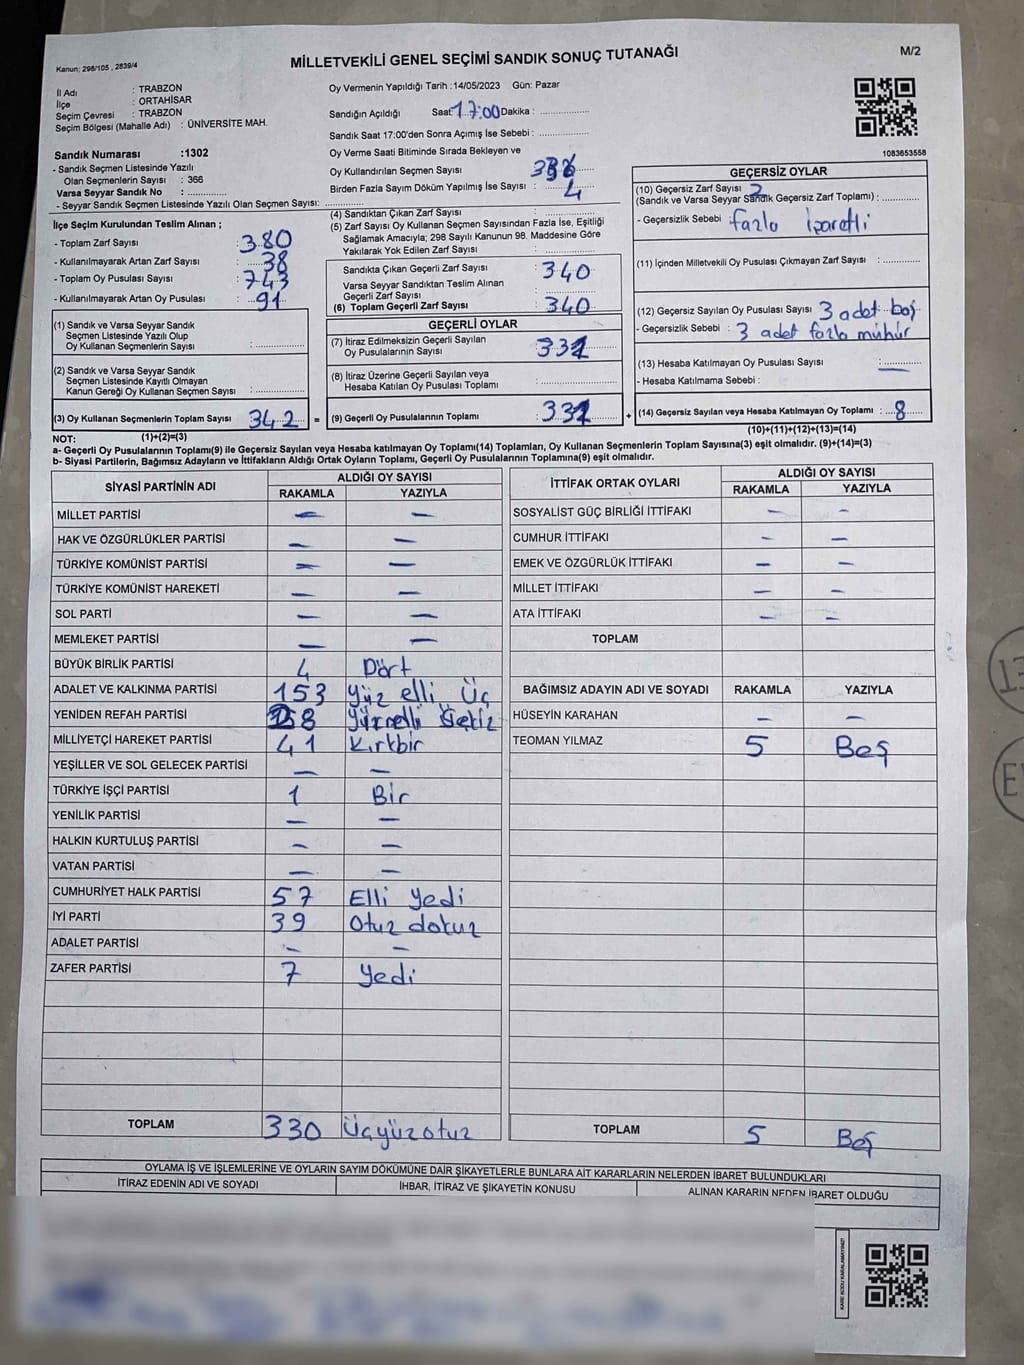 Kanun; 298/105 , 2839/4
MİLLETVEKİLİ GENEL SEÇİMİ SANDIK SONUÇ TUTANAĞI
M/2
İl Adı : TRABZON
İlçe : ORTAHİSAR
Seçim Çevresi : TRABZON
Seçim Bölgesi (Mahalle Adı) : ÜNİVERSİTE MAH.
Sandık Numarası :1302
- Sandık Seçmen Listesinde Yazılı
Olan Seçmenlerin Sayısı : 366
Varsa Seyyar Sandık No :
- Seyyar Sandık Seçmen Listesinde Yazılı Olan Seçmen Sayısı:
Oy Vermenin Yapıldığı Tarih :14/05/2023 Gün: Pazar
Sandığın Açıldığı Saat: 17:00 Dakika :
Sandık Saat 17:00'den Sonra Açımış İse Sebebi :
Oy Verme Saati Bitiminde Sırada Bekleyen ve
Oy Kullandırılan Seçmen Sayısı
Birden Fazla Sayım Döküm Yapılmış İse Sayısı : 4
1083653558
İlçe Seçim Kurulundan Teslim Alınan ;
- Toplam Zarf Sayısı : 380
- Kullanılmayarak Artan Zarf Sayısı : 38
- Toplam Oy Pusulası Sayısı : 743
- Kullanılmayarak Artan Oy Pusulası : 91
(1) Sandık ve Varsa Seyyar Sandık
Seçmen Listesinde Yazılı Olup
Oy Kullanan Seçmenlerin Sayısı :
(2) Sandık ve Varsa Seyyar Sandık
Seçmen Listesinde Kayıtlı Olmayan
Kanun Gereği Oy Kullanan Seçmen Sayısı :
(3) Oy Kullanan Seçmenlerin Toplam Sayısı : 342 =
(4) Sandıktan Çıkan Zarf Sayısı :
(5) Zarf Sayısı Oy Kullanan Seçmen Sayısından Fazla İse, Eşitliği
Sağlamak Amacıyla; 298 Sayılı Kanunun 98. Maddesine Göre
Yakılarak Yok Edilen Zarf Sayısı :
Sandıkta Çıkan Geçerli Zarf Sayısı : 340
Varsa Seyyar Sandıktan Teslim Alınan
Geçerli Zarf Sayısı :
(6) Toplam Geçerli Zarf Sayısı : 340
GEÇERLİ OYLAR
(7) İtiraz Edilmeksizin Geçerli Sayılan
Oy Pusulalarının Sayısı :
(8) İtiraz Üzerine Geçerli Sayılan veya
Hesaba Katılan Oy Pusulası Toplamı :
(9) Geçerli Oy Pusulalarının Toplamı : +
GEÇERSİZ OYLAR
(10) Geçersiz Zarf Sayısı 2
(Sandık ve Varsa Seyyar Sandık Geçersiz Zarf Toplamı) :
- Geçersizlik Sebebi : fazla işaretli
(11) İçinden Milletvekili Oy Pusulası Çıkmayan Zarf Sayısı :
(12) Geçersiz Sayılan Oy Pusulası Sayısı : 3 adet boş
- Geçersizlik Sebebi : 3 adet fazla mühür
(13) Hesaba Katılmayan Oy Pusulası Sayısı : —
- Hesaba Katılmama Sebebi :
(14) Geçersiz Sayılan veya Hesaba Katılmayan Oy Toplamı : 8
NOT: (1)+(2)=(3)
(10)+(11)+(12)+(13)=(14)
a- Geçerli Oy Pusulalarının Toplamı(9) ile Geçersiz Sayılan veya Hesaba katılmayan Oy Toplamı(14) Toplamları, Oy Kullanan Seçmenlerin Toplam Sayısına(3) eşit olmalıdır. (9)+(14)=(3)
b- Siyasi Partilerin, Bağımsız Adayların ve İttifakların Aldığı Ortak Oyların Toplamı, Geçerli Oy Pusulalarının Toplamına(9) eşit olmalıdır.
SİYASİ PARTİNİN ADI ALDIĞI OY SAYISI
RAKAMLA YAZIYLA
MİLLET PARTİSİ — —
HAK VE ÖZGÜRLÜKLER PARTİSİ — —
TÜRKİYE KOMÜNİST PARTİSİ — —
TÜRKİYE KOMÜNİST HAREKETİ — —
SOL PARTİ — —
MEMLEKET PARTİSİ — —
BÜYÜK BİRLİK PARTİSİ 4 Dört
ADALET VE KALKINMA PARTİSİ 153 Yüz elli Üç
YENİDEN REFAH PARTİSİ
MİLLİYETÇİ HAREKET PARTİSİ 41 Kırkbir
YEŞİLLER VE SOL GELECEK PARTİSİ — —
TÜRKİYE İŞÇİ PARTİSİ 1 Bir
YENİLİK PARTİSİ — —
HALKIN KURTULUŞ PARTİSİ — —
VATAN PARTİSİ — —
CUMHURİYET HALK PARTİSİ 57 Elli yedi
İYİ PARTİ 39 Otuz dokuz
ADALET PARTİSİ — —
ZAFER PARTİSİ 7 Yedi
TOPLAM 330 Üçyüzotuz
İTTİFAK ORTAK OYLARI ALDIĞI OY SAYISI
RAKAMLA YAZIYLA
SOSYALİST GÜÇ BİRLİĞİ İTTİFAKI — —
CUMHUR İTTİFAKI — —
EMEK VE ÖZGÜRLÜK İTTİFAKI — —
MİLLET İTTİFAKI — —
ATA İTTİFAKI — —
TOPLAM
BAĞIMSIZ ADAYIN ADI VE SOYADI RAKAMLA YAZIYLA
HÜSEYİN KARAHAN — —
TEOMAN YILMAZ 5 Beş
TOPLAM 5 Beş
OYLAMA İŞ VE İŞLEMLERİNE VE OYLARIN SAYIM DÖKÜMÜNE DAİR ŞİKAYETLERLE BUNLARA AİT KARARLARIN NELERDEN İBARET BULUNDUKLARI
İTİRAZ EDENİN ADI VE SOYADI İHBAR, İTİRAZ VE ŞİKAYETİN KONUSU ALINAN KARARIN NEDEN İBARET OLDUĞU
KARE KODU KARALAMAYINIZ!